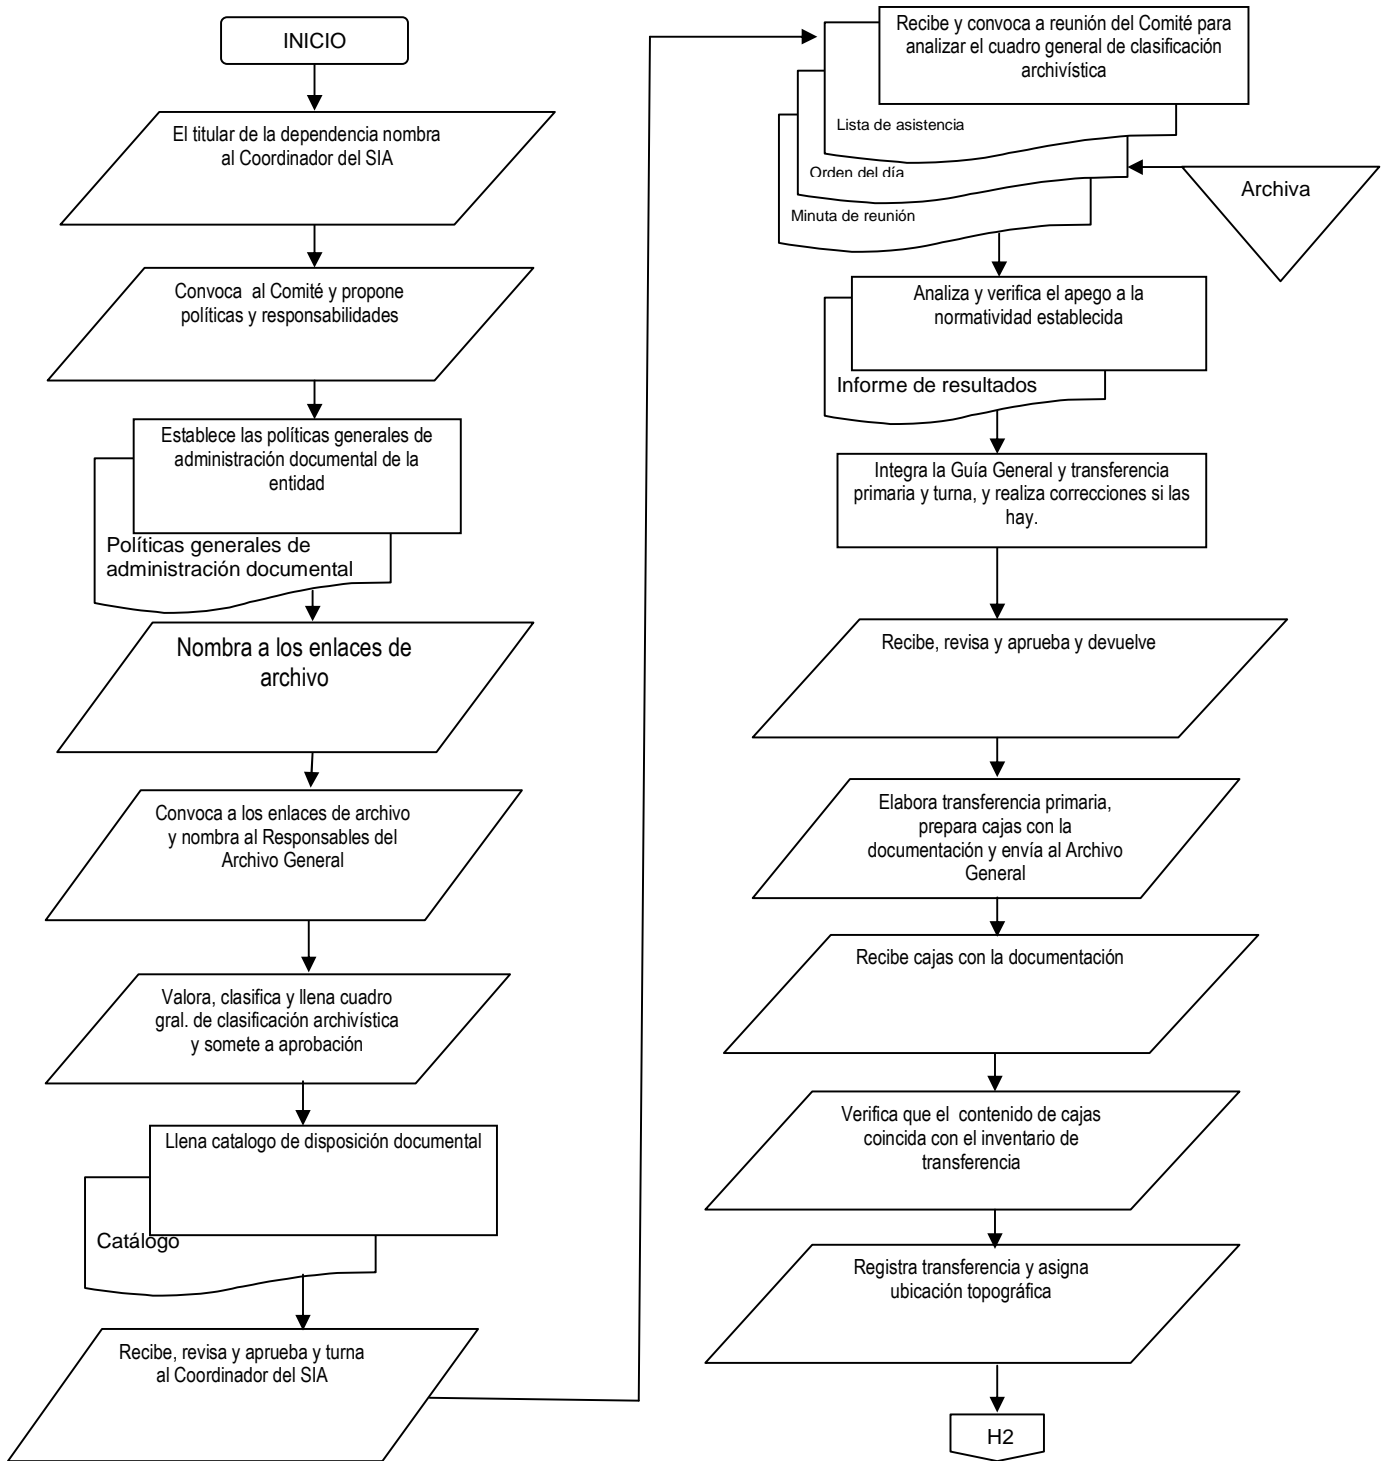 INICIO
El titular de la dependencia nombra
al Coordinador del SIA
Convoca al Comité y propone
políticas y responsabilidades
Establece las políticas generales de
administración documental de la
entidad
Políticas generales de
administración documental
Nombra a los enlaces de
archivo
Convoca a los enlaces de archivo
y nombra al Responsables del
Archivo General
Valora, clasifica y llena cuadro
gral. de clasificación archivística
y somete a aprobación
Llena catalogo de disposición documental
Catálogo
Recibe, revisa y aprueba y turna
al Coordinador del SIA
Recibe y convoca a reunión del Comité para
analizar el cuadro general de clasificación
archivística
Lista de asistencia
Orden del día
Minuta de reunión
Archiva
Analiza y verifica el apego a la
normatividad establecida
Informe de resultados
Integra la Guía General y transferencia
primaria y turna, y realiza correcciones si las
hay.
Recibe, revisa y aprueba y devuelve
Elabora transferencia primaria,
prepara cajas con la
documentación y envía al Archivo
General
Recibe cajas con la documentación
Verifica que el contenido de cajas
coincida con el inventario de
transferencia
Registra transferencia y asigna
ubicación topográfica
H2